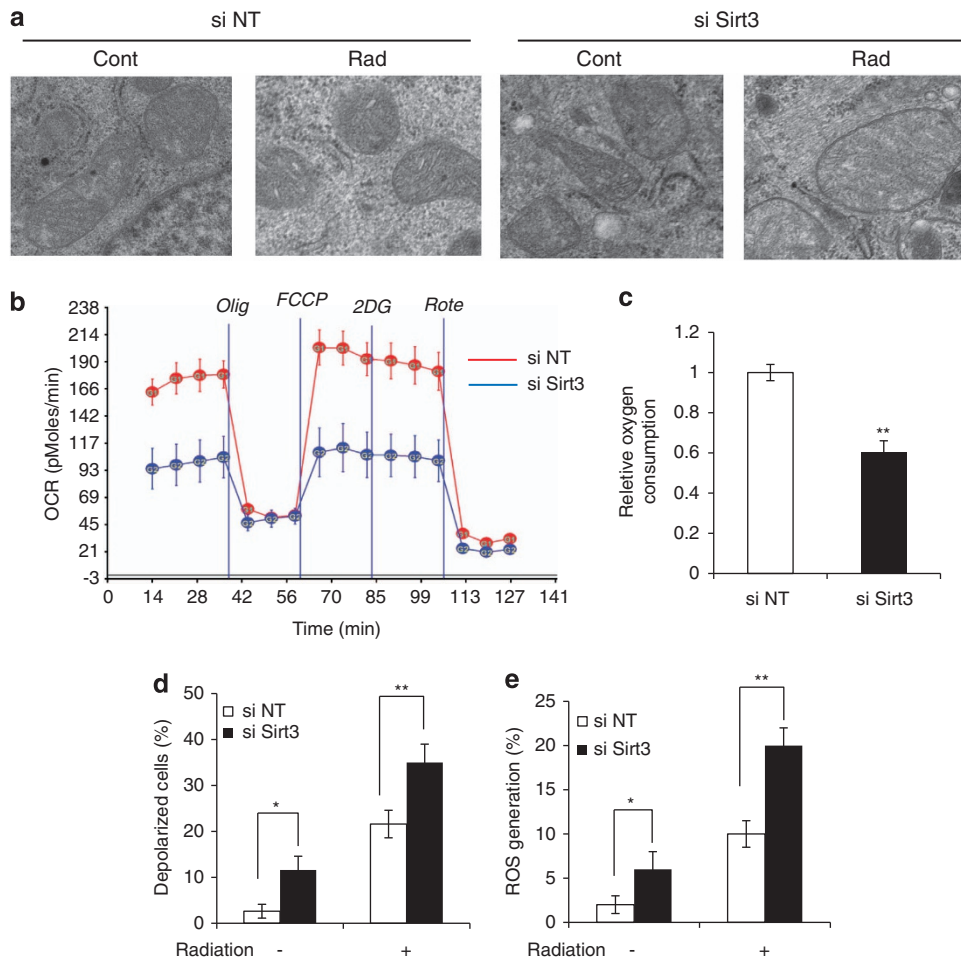 a
si NT
si Sirt3
Cont
Rad
Cont
Rad
b
Olig
FCCP
2DG
Rote
238
214
190
166
142
117
93
69
45
21
-3
OCR (pMoles/min)
si NT
si Sirt3
0 14 28 42 56 70 85 99 113 127 141
Time (min)
c
1.2
1
0.8
0.6
0.4
0.2
0
Relative oxygen
consumption
**
si NT
si Sirt3
d
50
40
30
20
10
0
Depolarized cells (%)
si NT
si Sirt3
*
**
Radiation - +
e
25
20
15
10
5
0
ROS generation (%)
si NT
si Sirt3
*
**
Radiation - +